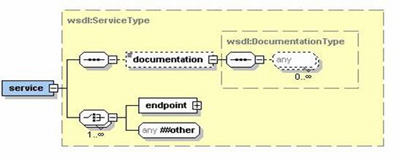 wsdl:ServiceType
wsdl:DocumentationType
documentation
any
0..∞
service
endpoint
any ##other
1..∞